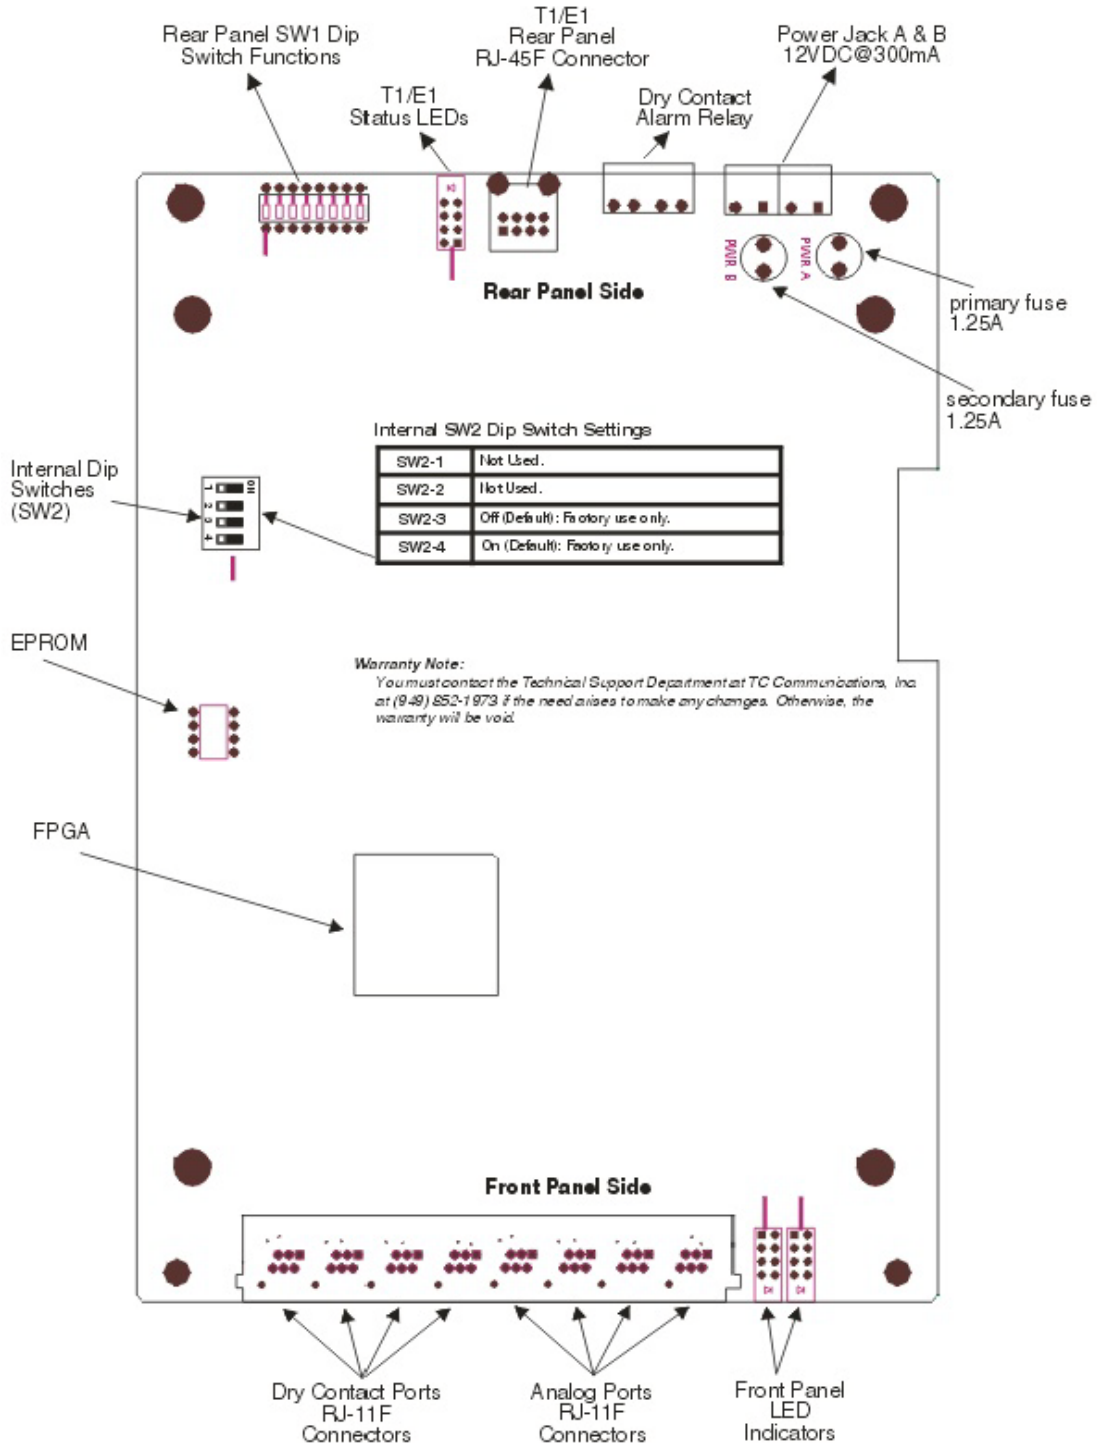 Rear Panel SW1 Dip
Switch Functions
T1/E1
Rear Panel
RJ-45F Connector
Power Jack A & B
12VDC@300mA
T1/E1
Status LEDs
Dry Contact
Alarm Relay
PWR B
PWR A
Rear Panel Side
primary fuse
1.25A
secondary fuse
1.25A
Internal SW2 Dip Switch Settings
SW2-1 Not Used.
SW2-2 Not Used.
SW2-3 Off (Default): Factory use only.
SW2-4 On (Default): Factory use only.
Internal Dip
Switches
(SW2)
ON
1
2
3
4
EPROM
Warranty Note:
You must contact the Technical Support Department at TC Communications, Inc.
at (949) 852-1973 if the need arises to make any changes. Otherwise, the
warranty will be void.
FPGA
Front Panel Side
Dry Contact Ports
RJ-11F
Connectors
Analog Ports
RJ-11F
Connectors
Front Panel
LED
Indicators